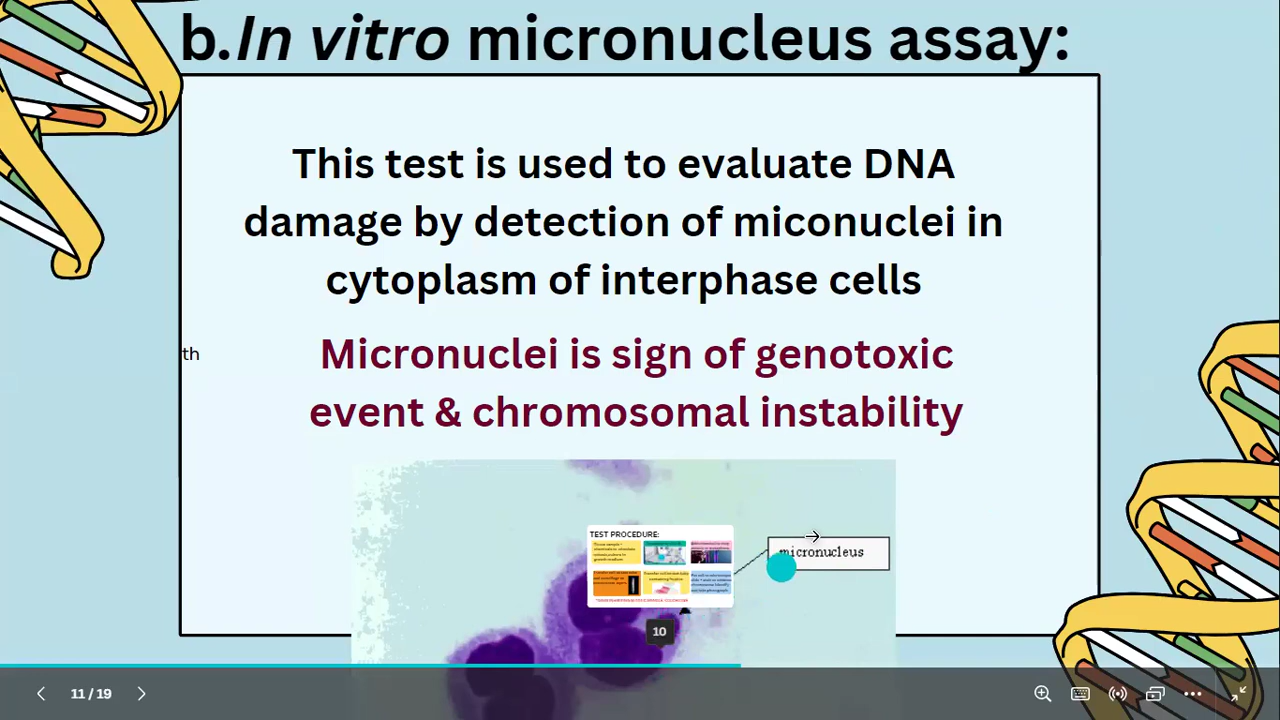 b.In vitro micronucleus assay:
This test is used to evaluate DNA
damage by detection of miconuclei in
cytoplasm of interphase cells
th
Micronuclei is sign of genotoxic
event & chromosomal instability
TEST PROCEDURE:
micronucleus
10
11 / 19